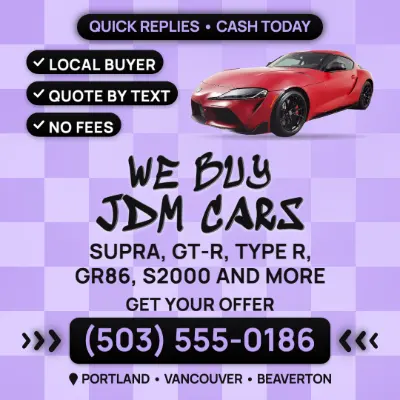 QUICK REPLIES • CASH TODAY
✓ LOCAL BUYER
✓ QUOTE BY TEXT
✓ NO FEES
WE BUY
JDM CARS
SUPRA, GT-R, TYPE R,
GR86, S2000 AND MORE
GET YOUR OFFER
(503) 555-0186
PORTLAND • VANCOUVER • BEAVERTON